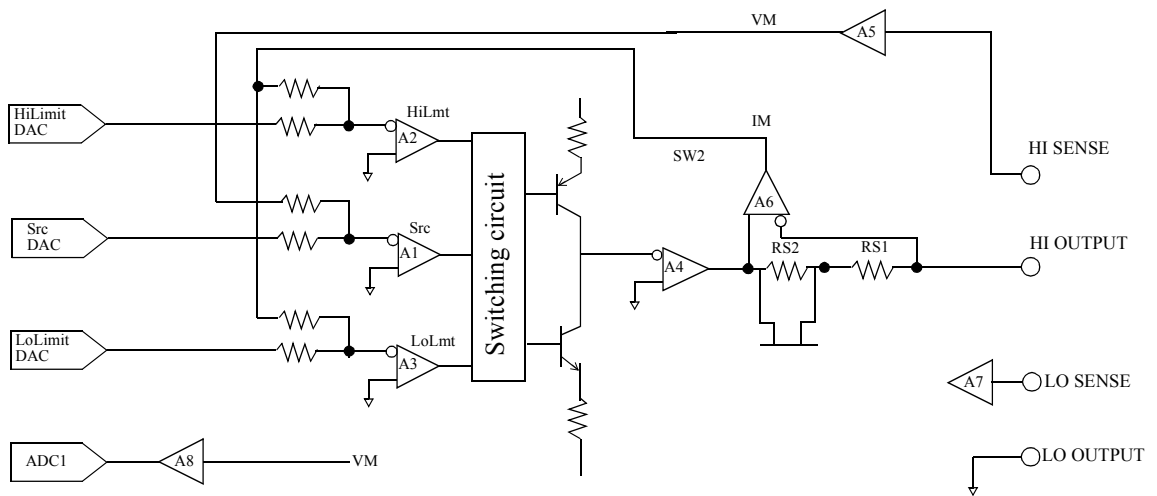 VM
A5
HiLimit
DAC
HiLmt
A2
IM
SW2
HI SENSE
A6
Src
DAC
Src
A1
Switching circuit
A4
RS2
RS1
HI OUTPUT
LoLimit
DAC
LoLmt
A3
A7
LO SENSE
ADC1
A8
VM
LO OUTPUT